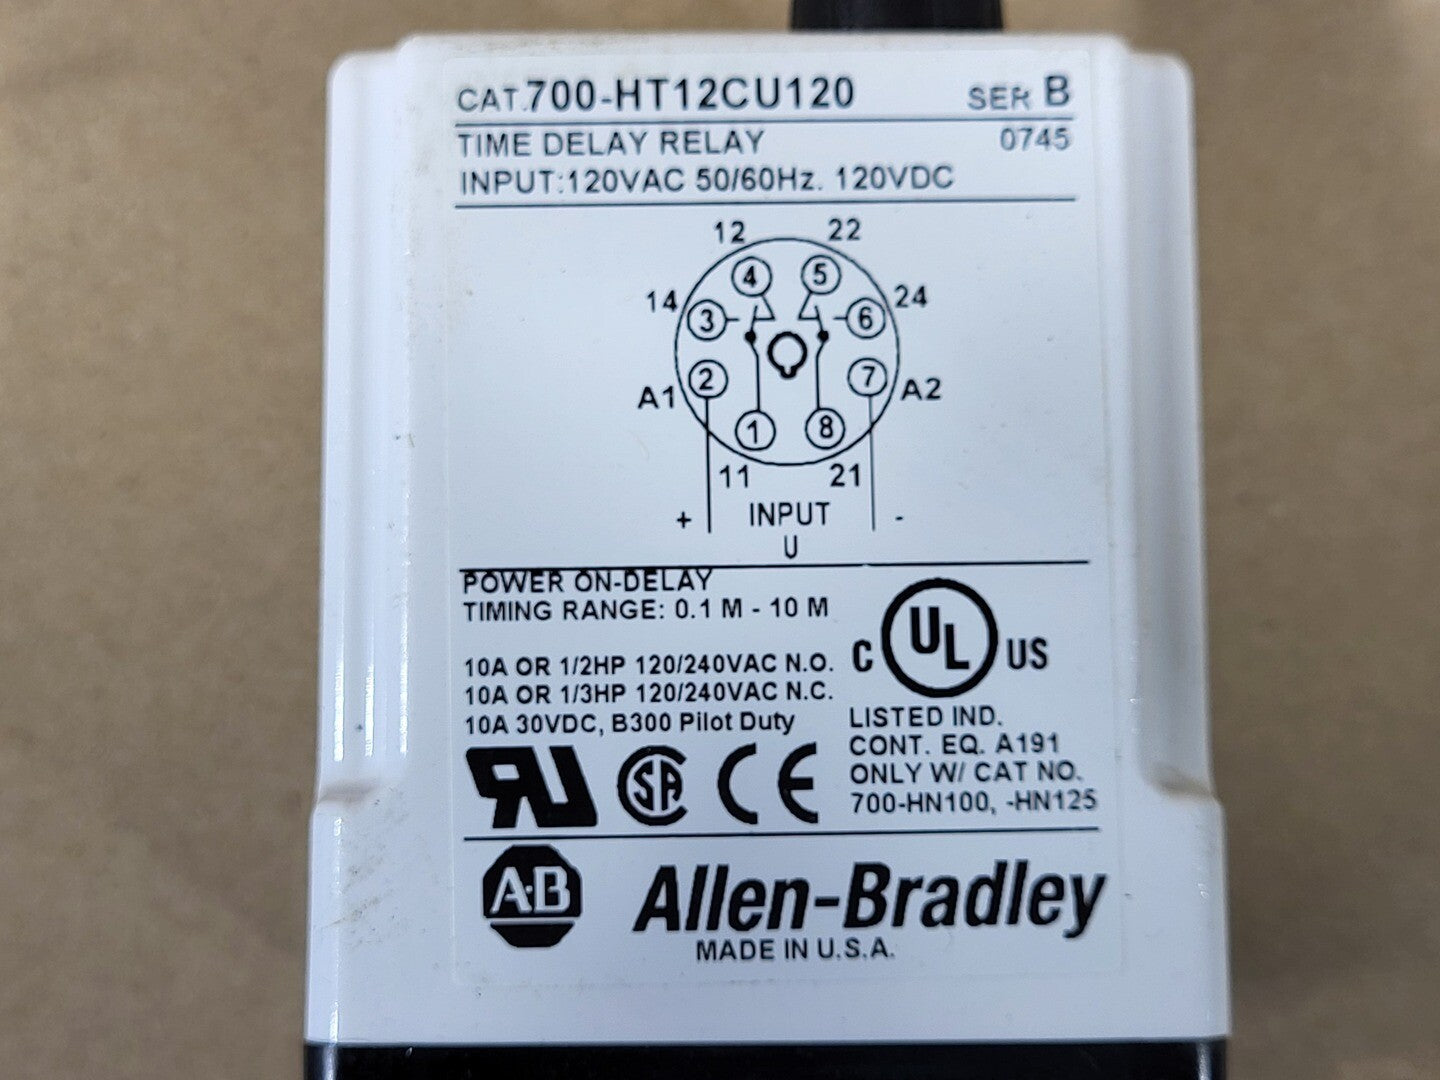 CAT.700-HT12CU120 SER B
TIME DELAY RELAY 0745
INPUT:120VAC 50/60Hz. 120VDC
12 22
4 5
14 24
3 6
2 7
A1 A2
1 8
11 21
+ INPUT -
U
POWER ON-DELAY
TIMING RANGE: 0.1 M - 10 M
10A OR 1/2HP 120/240VAC N.O.
10A OR 1/3HP 120/240VAC N.C.
10A 30VDC, B300 Pilot Duty
C UL US
LISTED IND.
CONT. EQ. A191
ONLY W/ CAT NO.
700-HN100, -HN125
RU SA CE
A·B Allen-Bradley
MADE IN U.S.A.